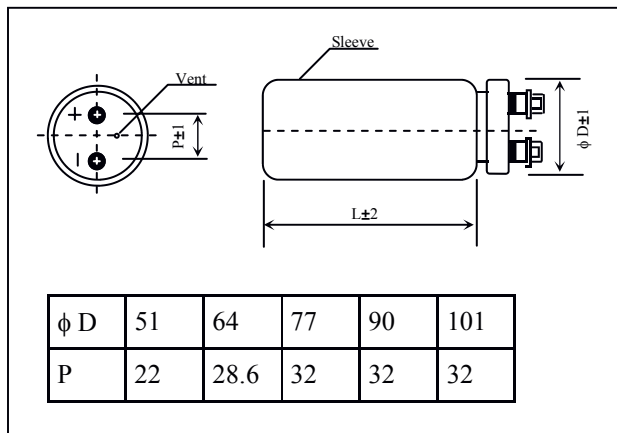 Sleeve
Vent
+
−
P±1
ϕ D±1
L±2
ϕ D 51 64 77 90 101
P 22 28.6 32 32 32